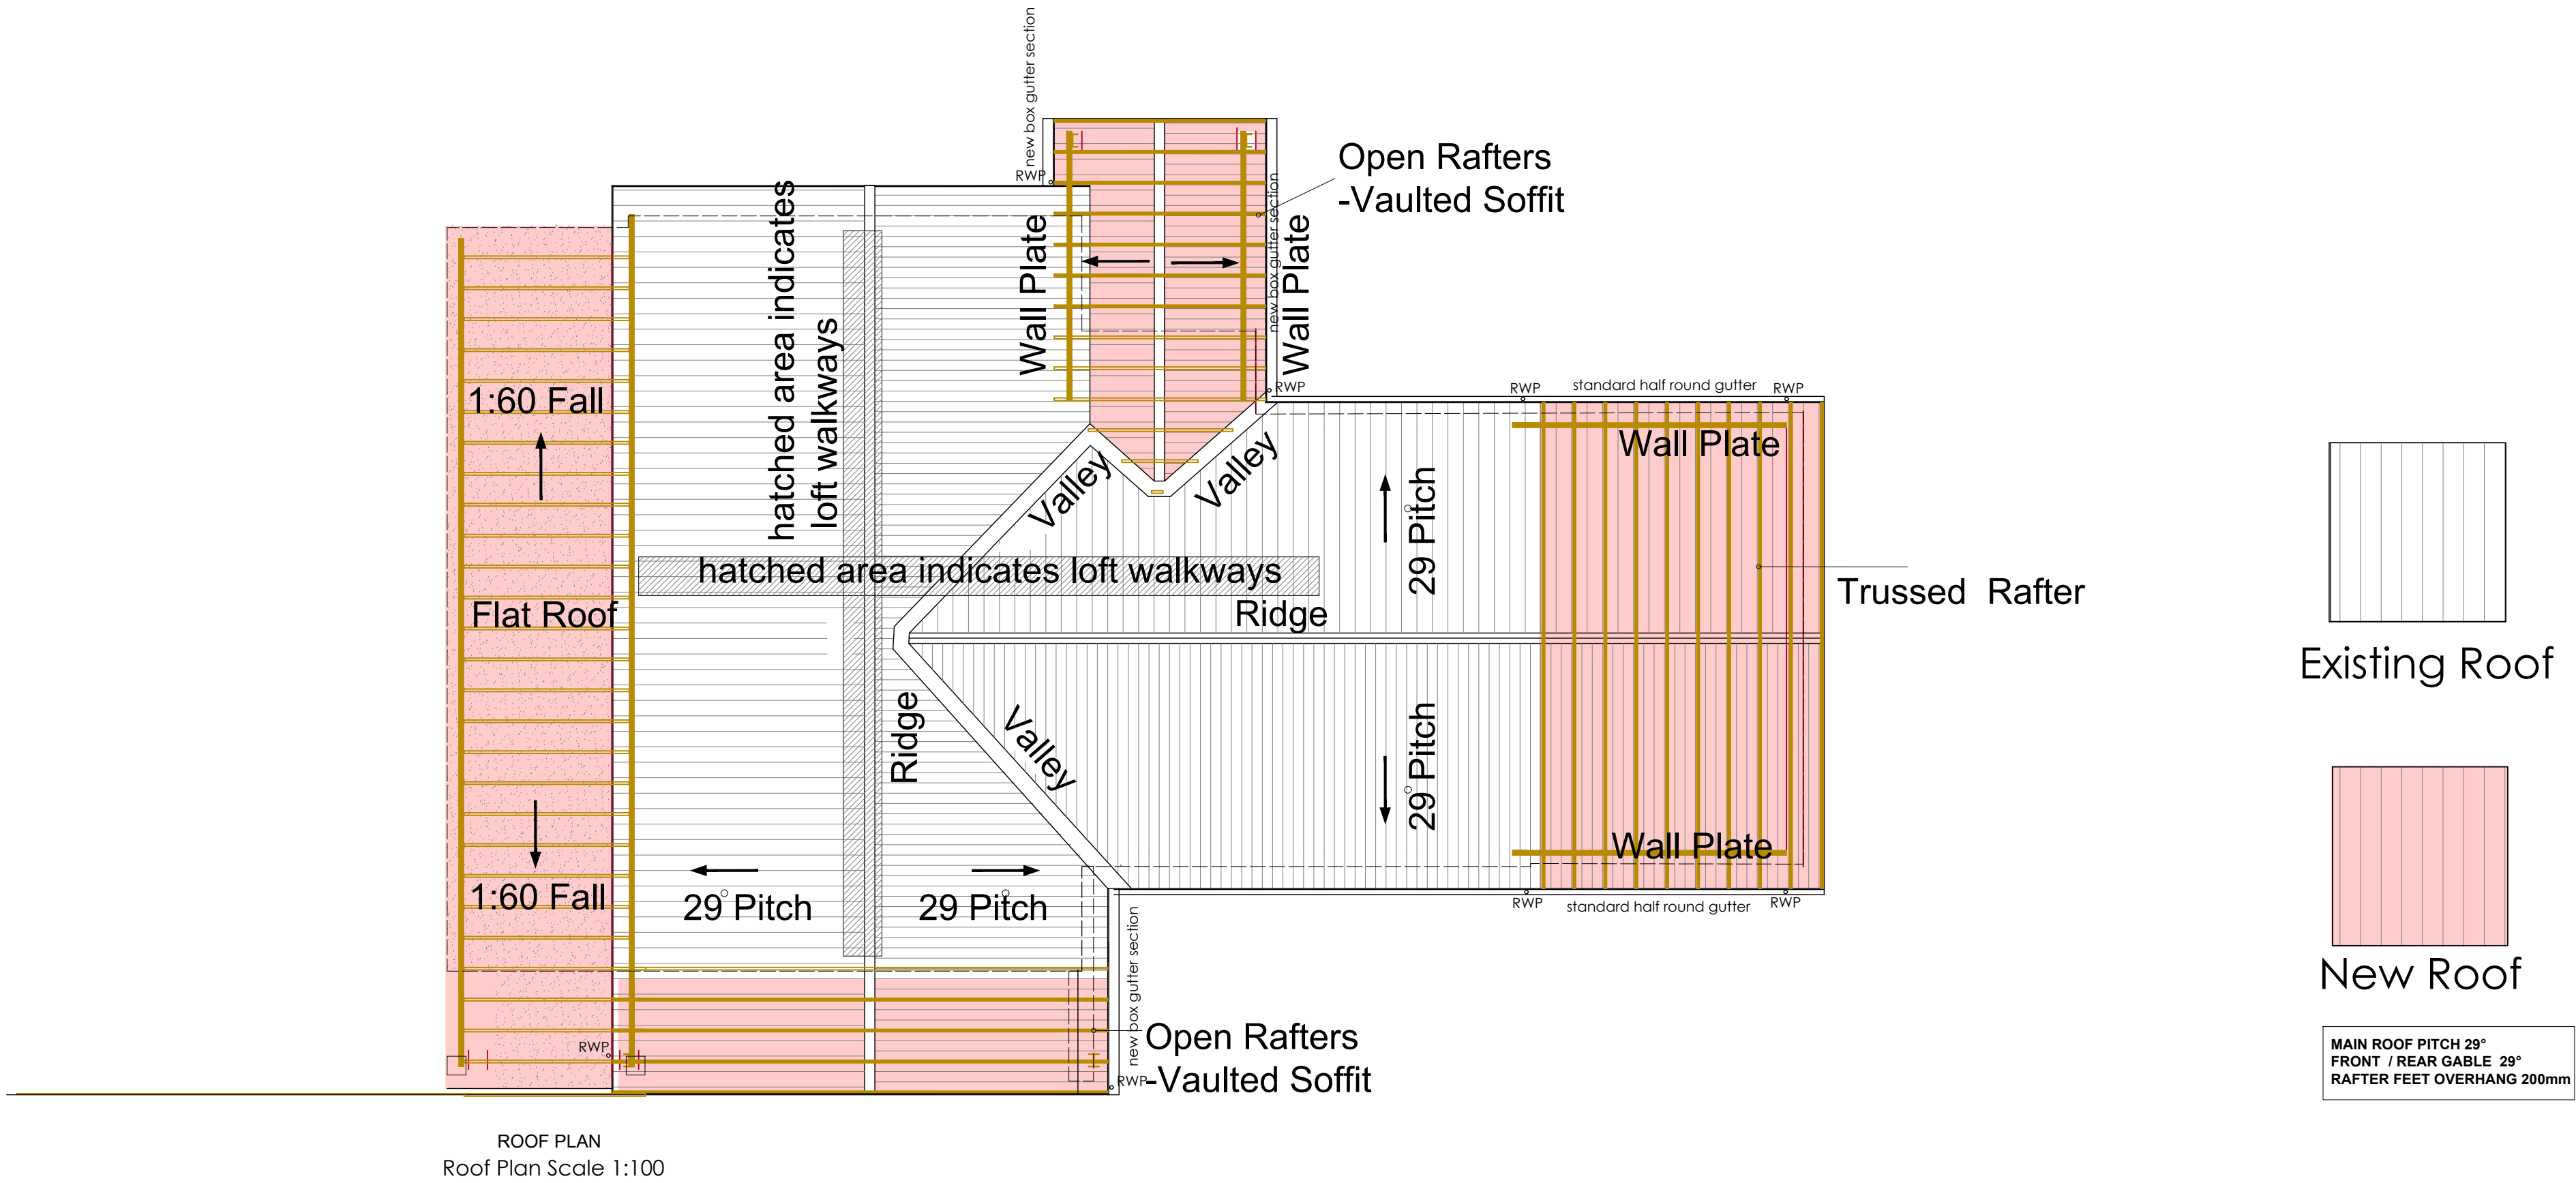 new box gutter section
RWP
Open Rafters
-Vaulted Soffit
new box gutter section
Wall Plate
Wall Plate
hatched area indicates
loft walkways
RWP
RWP
standard half round gutter
RWP
1:60 Fall
Wall Plate
Valley
Valley
29° Pitch
hatched area indicates loft walkways
Flat Roof
Ridge
Trussed Rafter
Existing Roof
Ridge
Valley
29° Pitch
Wall Plate
1:60 Fall
29° Pitch
29° Pitch
RWP
standard half round gutter
RWP
new box gutter section
New Roof
RWP
Open Rafters
-Vaulted Soffit
RWP
MAIN ROOF PITCH 29°
FRONT / REAR GABLE 29°
RAFTER FEET OVERHANG 200mm
ROOF PLAN
Roof Plan Scale 1:100